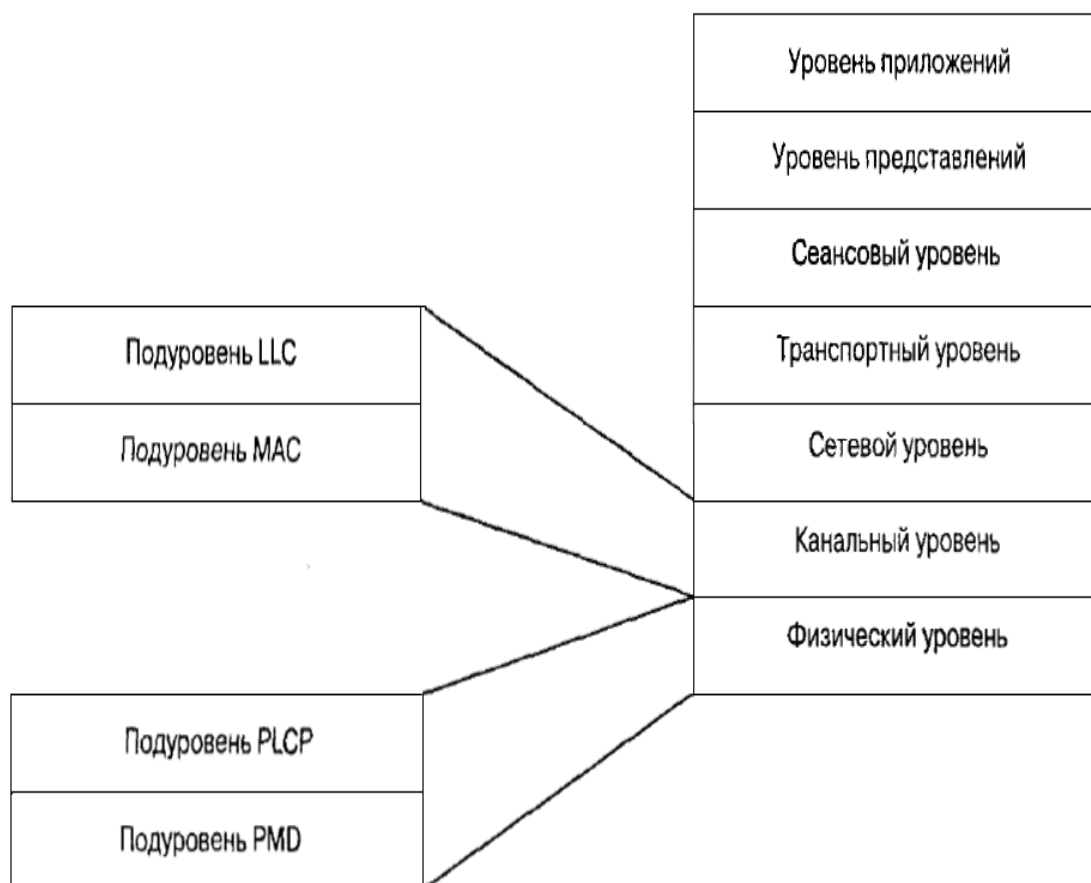 Уровень приложений
Уровень представлений
Сеансовый уровень
Транспортный уровень
Сетевой уровень
Канальный уровень
Физический уровень
Подуровень LLC
Подуровень MAC
Подуровень PLCP
Подуровень PMD